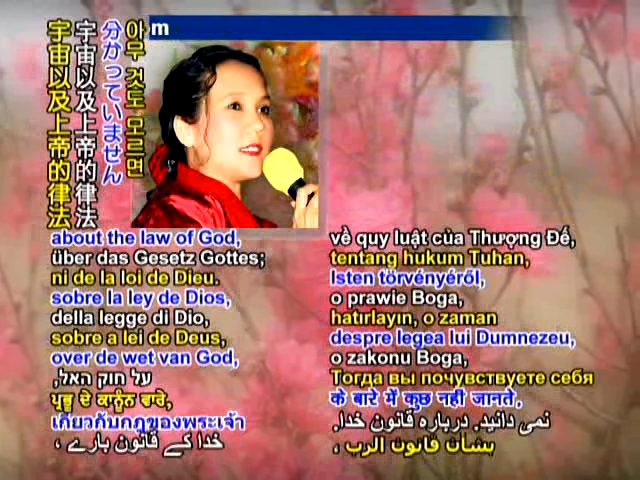 m
아무 것도 모르면
分かっていません
宇宙以及上帝的律法
宇宙以及上帝的律法
about the law of God,
über das Gesetz Gottes;
ni de la loi de Dieu.
sobre la ley de Dios,
della legge di Dio,
sobre a lei de Deus,
over de wet van God,
על חוק האל,
ਪ੍ਰਭੂ ਦੇ ਕਾਨੂੰਨ ਵਾਰੇ,
เกี่ยวกับกฎของพระเจ้า
خدا کے قانون بارے ،
về quy luật của Thượng Đế,
tentang hukum Tuhan,
Isten törvényéről,
o prawie Boga,
hatırlayın, o zaman
despre legea lui Dumnezeu,
o zakonu Boga,
Тогда вы почувствуете себя
के बारे में कुछ नहीं जानते,
نمی دانید. درباره قانون خدا.
بشأن قانون الرب ،